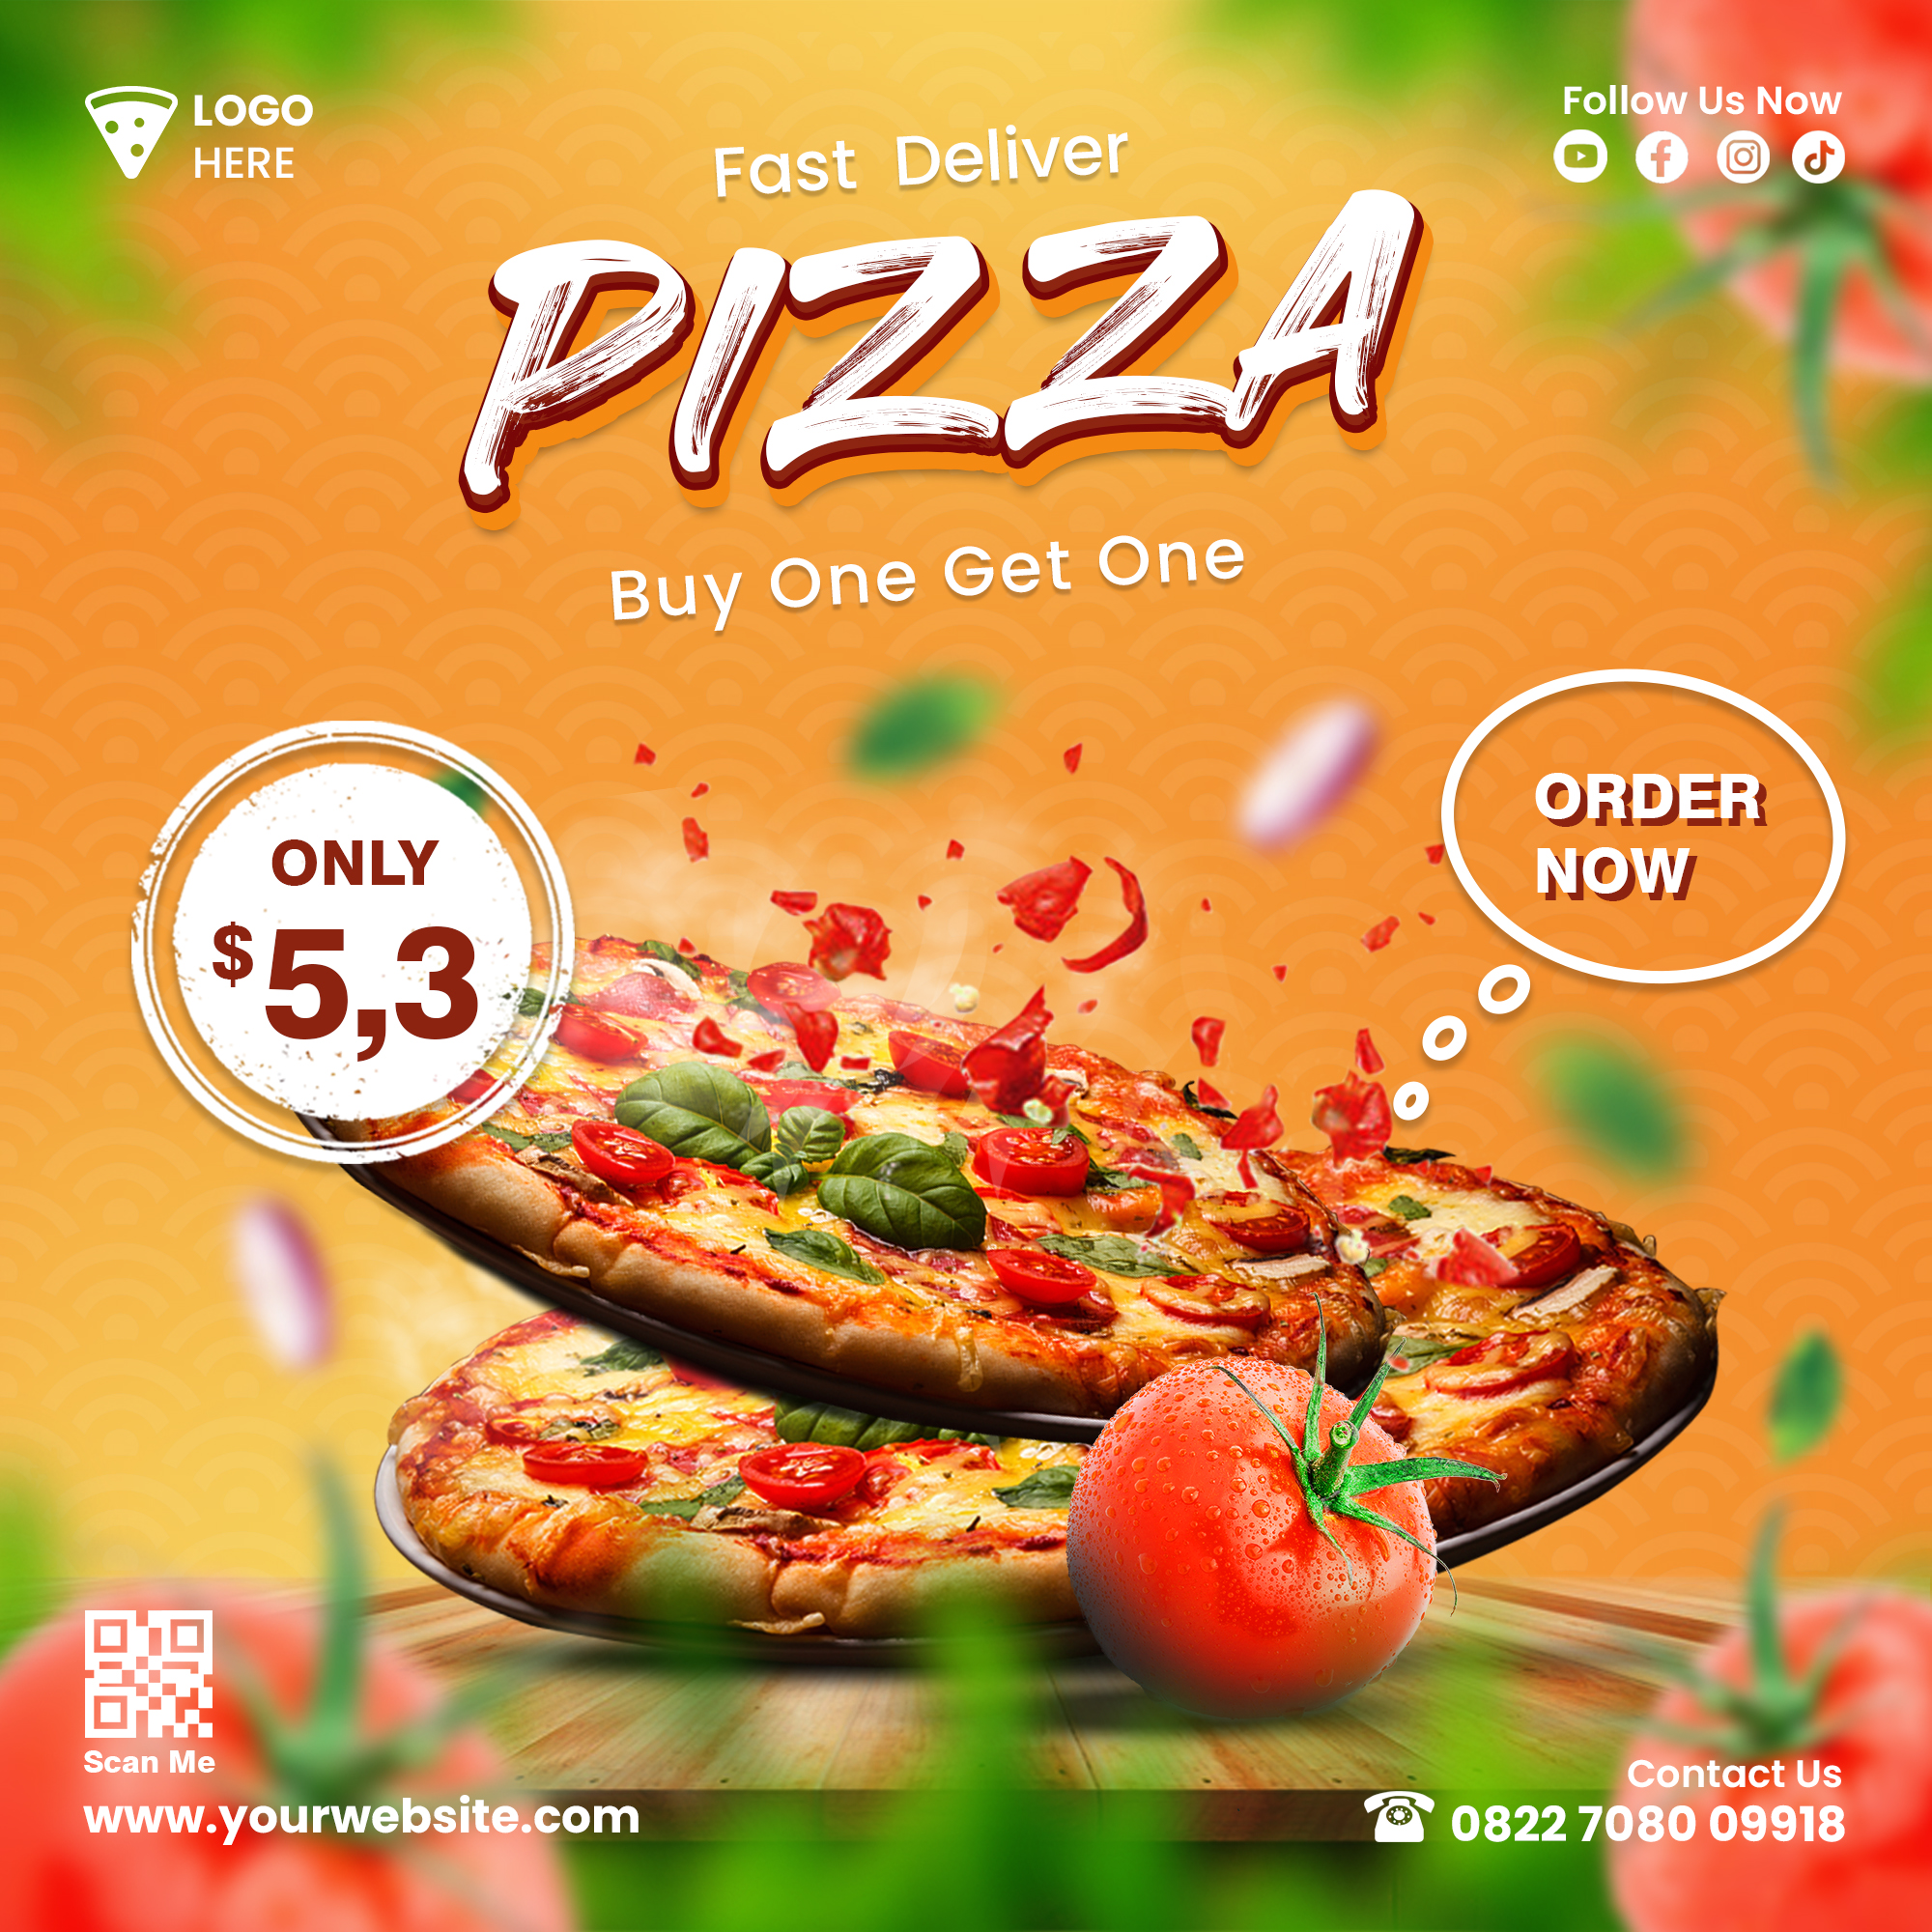 LOGO
HERE
Follow Us Now
Fast Deliver
PIZZA
Buy One Get One
ONLY
$5,3
ORDER
NOW
Scan Me
www.yourwebsite.com
Contact Us
0822 7080 09918